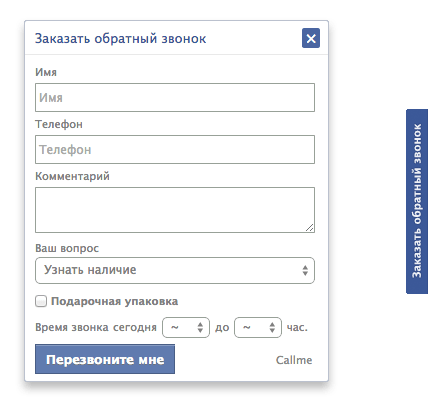 Заказать обратный звонок
Имя
Имя
Телефон
Телефон
Комментарий
Ваш вопрос
Узнать наличие
Подарочная упаковка
Время звонка сегодня ~ до ~ час.
Перезвоните мне Callme
Заказать обратный звонок